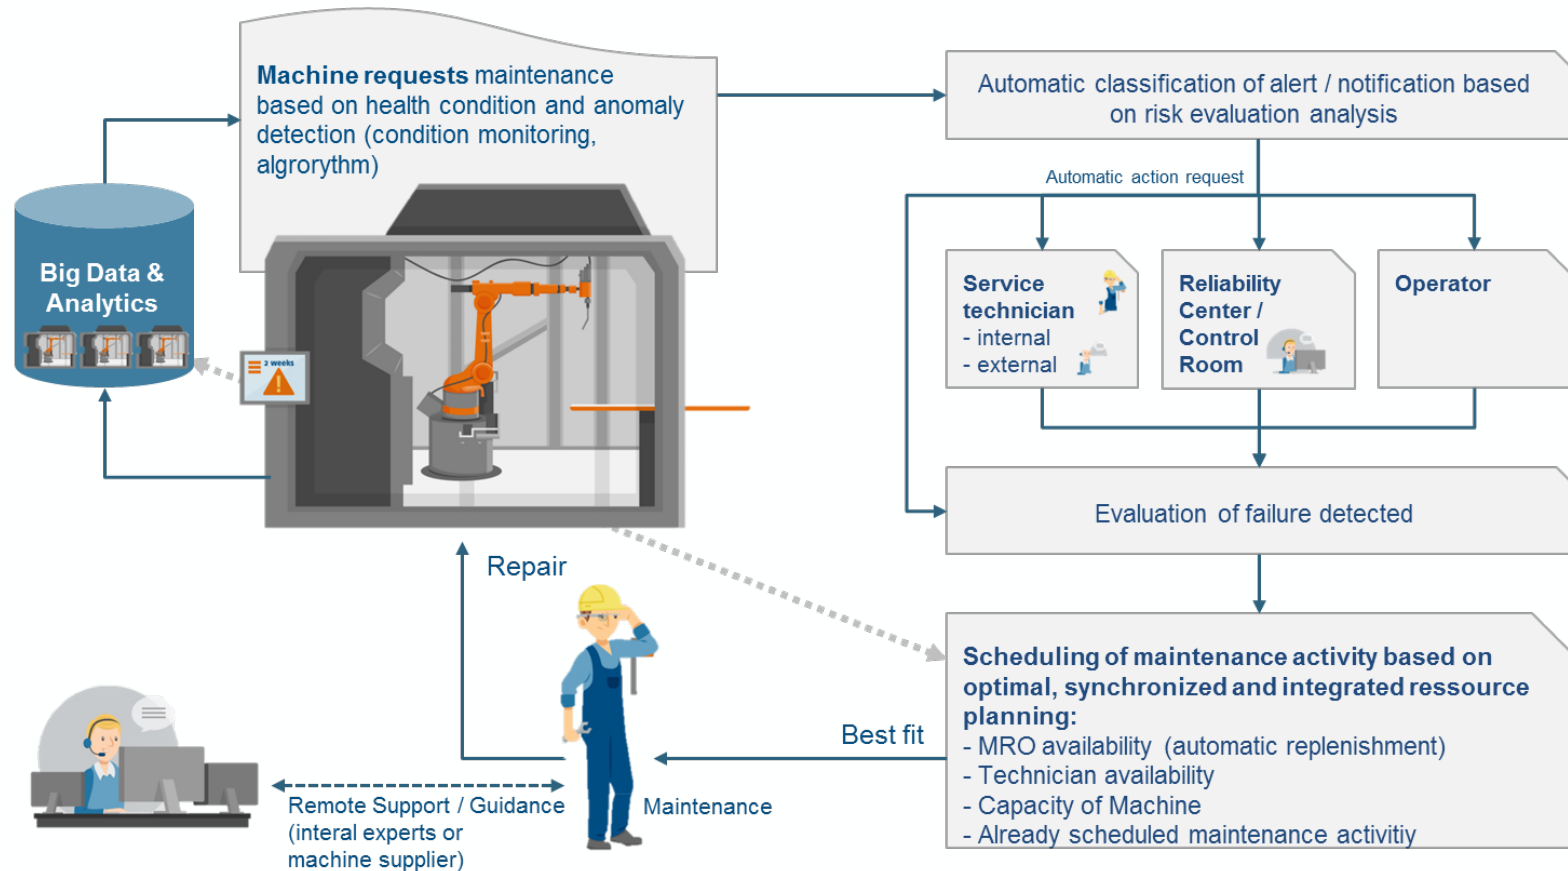 Machine requests maintenance
based on health condition and anomaly
detection (condition monitoring,
algrorythm)
Automatic classification of alert / notification based
on risk evaluation analysis
Automatic action request
Big Data &
Analytics
2 weeks
Service
technician
- internal
- external
Reliability
Center /
Control
Room
Operator
Evaluation of failure detected
Repair
Scheduling of maintenance activity based on
optimal, synchronized and integrated ressource
planning:
- MRO availability (automatic replenishment)
- Technician availability
- Capacity of Machine
- Already scheduled maintenance activitiy
Best fit
Maintenance
Remote Support / Guidance
(interal experts or
machine supplier)